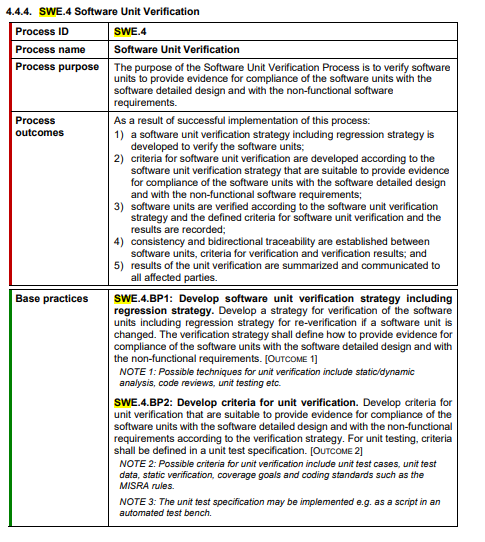 4.4.4. SWE.4 Software Unit Verification
Process ID SWE.4
Process name Software Unit Verification
Process purpose The purpose of the Software Unit Verification Process is to verify software
units to provide evidence for compliance of the software units with the
software detailed design and with the non-functional software
requirements.
Process
outcomes
As a result of successful implementation of this process:
1) a software unit verification strategy including regression strategy is
developed to verify the software units;
2) criteria for software unit verification are developed according to the
software unit verification strategy that are suitable to provide evidence
for compliance of the software units with the software detailed design
and with the non-functional software requirements;
3) software units are verified according to the software unit verification
strategy and the defined criteria for software unit verification and the
results are recorded;
4) consistency and bidirectional traceability are established between
software units, criteria for verification and verification results; and
5) results of the unit verification are summarized and communicated to
all affected parties.
Base practices
SWE.4.BP1: Develop software unit verification strategy including
regression strategy. Develop a strategy for verification of the software
units including regression strategy for re-verification if a software unit is
changed. The verification strategy shall define how to provide evidence for
compliance of the software units with the software detailed design and with
the non-functional requirements. [OUTCOME 1]
NOTE 1: Possible techniques for unit verification include static/dynamic
analysis, code reviews, unit testing etc.
SWE.4.BP2: Develop criteria for unit verification. Develop criteria for
unit verification that are suitable to provide evidence for compliance of the
software units with the software detailed design and with the non-functional
requirements according to the verification strategy. For unit testing, criteria
shall be defined in a unit test specification. [OUTCOME 2]
NOTE 2: Possible criteria for unit verification include unit test cases, unit test
data, static verification, coverage goals and coding standards such as the
MISRA rules.
NOTE 3: The unit test specification may be implemented e.g. as a script in an
automated test bench.